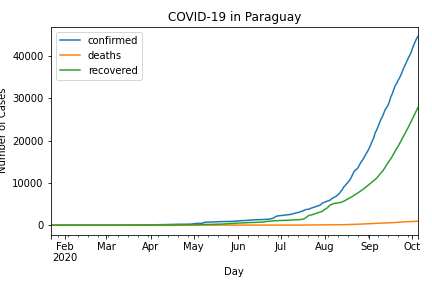 COVID-19 in Paraguay
confirmed
deaths
recovered
40000
30000
20000
10000
0
Number of Cases
Feb Mar Apr May Jun Jul Aug Sep Oct
2020
Day